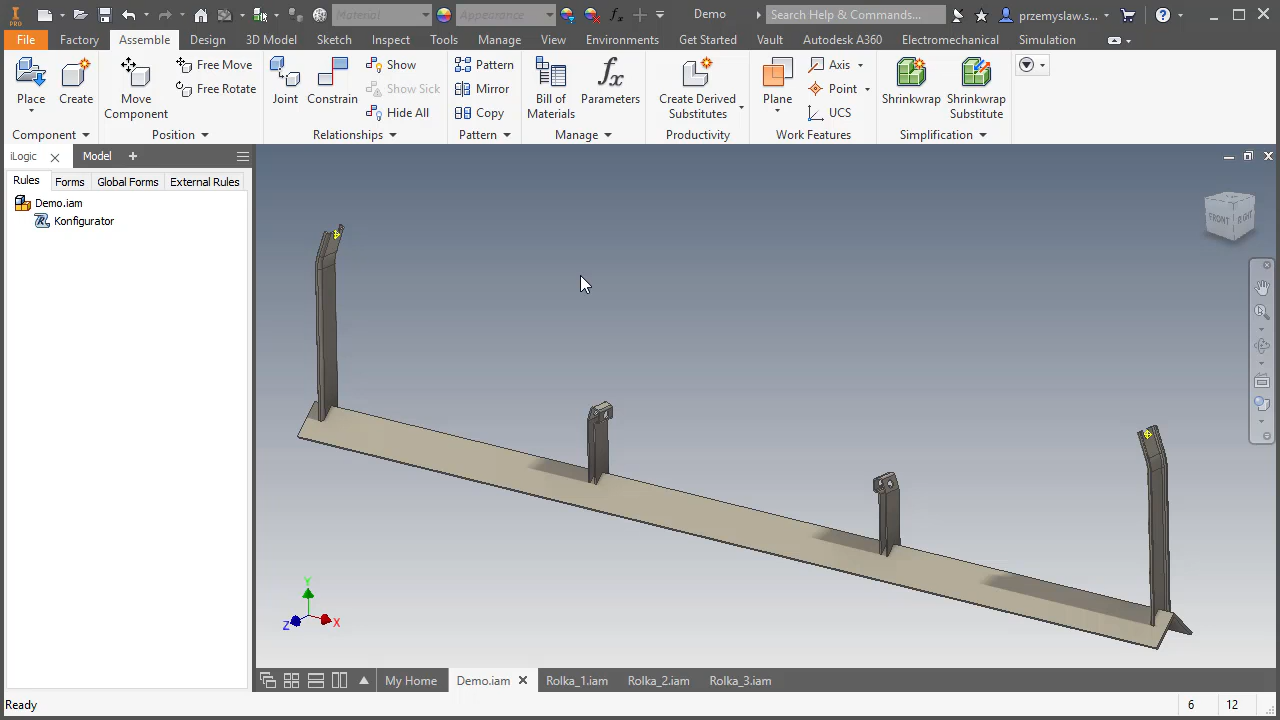 PRO
Material
Appearance
Demo
Search Help & Commands...
przemyslaw.s...
File
Factory
Assemble
Design
3D Model
Sketch
Inspect
Tools
Manage
View
Environments
Get Started
Vault
Autodesk A360
Electromechanical
Simulation
Place
Create
Move Component
Free Move
Free Rotate
Joint
Constrain
Show
Show Sick
Hide All
Pattern
Mirror
Copy
Bill of Materials
Parameters
Create Derived Substitutes
Plane
Axis
Point
UCS
Shrinkwrap
Shrinkwrap Substitute
Component
Position
Relationships
Pattern
Manage
Productivity
Work Features
Simplification
iLogic
Model
Rules
Forms
Global Forms
External Rules
Demo.iam
Konfigurator
FRONT
RIGHT
Y
Z
X
My Home
Demo.iam
Rolka_1.iam
Rolka_2.iam
Rolka_3.iam
Ready
6
12